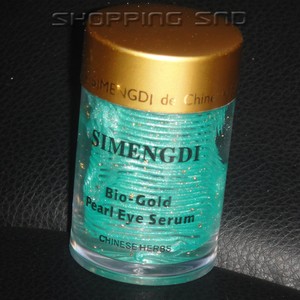 SHOPPING SND
SIMENGDI de Chine
SIMENGDI
Bio-Gold
Pearl Eye Serum
CHINESE HERBS